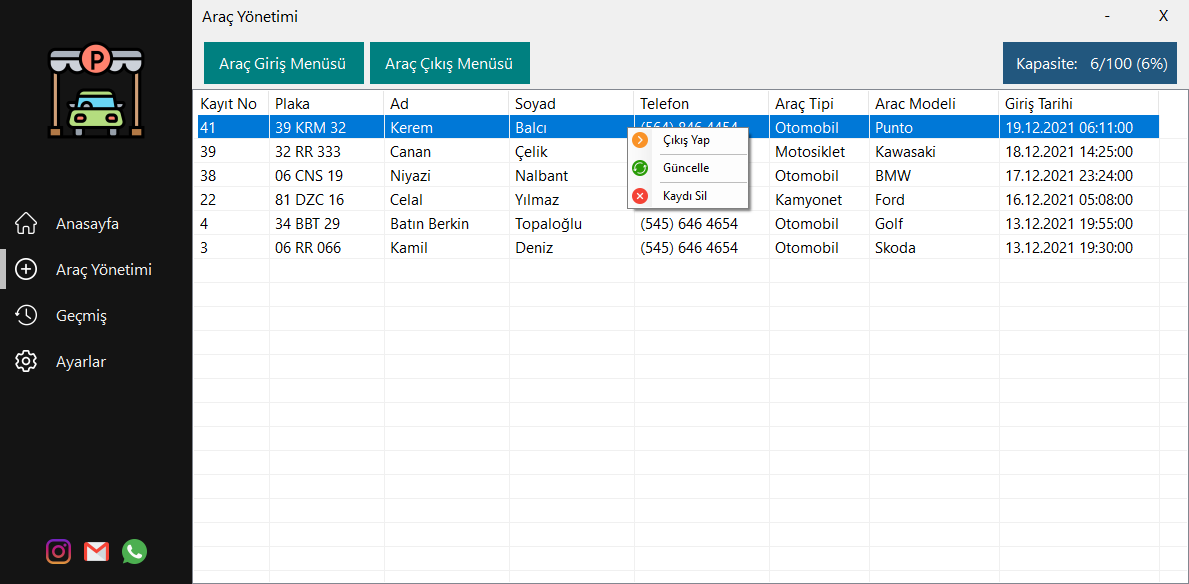 Araç Yönetimi
- X
P
Araç Giriş Menüsü Araç Çıkış Menüsü Kapasite: 6/100 (6%)
Kayıt No Plaka Ad Soyad Telefon Araç Tipi Arac Modeli Giriş Tarihi
41 39 KRM 32 Kerem Balcı Otomobil Punto 19.12.2021 06:11:00
Çıkış Yap
39 32 RR 333 Canan Çelik Motosiklet Kawasaki 18.12.2021 14:25:00
Güncelle
38 06 CNS 19 Niyazi Nalbant Otomobil BMW 17.12.2021 23:24:00
Kaydı Sil
22 81 DZC 16 Celal Yılmaz Kamyonet Ford 16.12.2021 05:08:00
4 34 BBT 29 Batın Berkin Topaloğlu (545) 646 4654 Otomobil Golf 13.12.2021 19:55:00
3 06 RR 066 Kamil Deniz (545) 646 4654 Otomobil Skoda 13.12.2021 19:30:00
Anasayfa
Araç Yönetimi
Geçmiş
Ayarlar